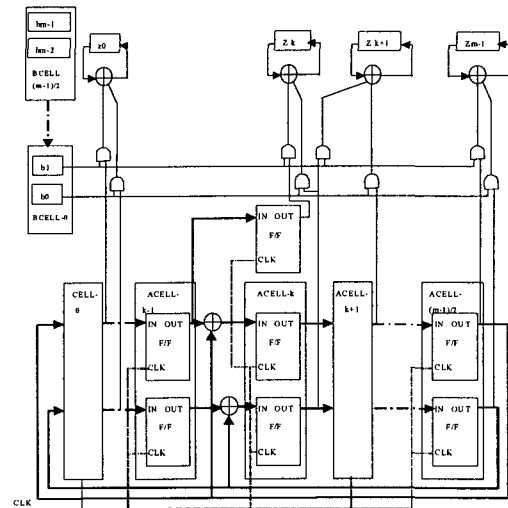 bm-1
bm-2
BCELL
(m-1)/2
z0
Z k
Z k+1
Zm-1
b1
b0
BCELL-0
IN OUT
F/F
CLK
CELL-
0
ACELL-
k-1
ACELL-k
ACELL-
k+1
ACELL-
(m-1)/2
IN OUT
F/F
CLK
IN OUT
F/F
CLK
IN OUT
F/F
CLK
IN OUT
F/F
CLK
IN OUT
F/F
CLK
IN OUT
F/F
CLK
CLK